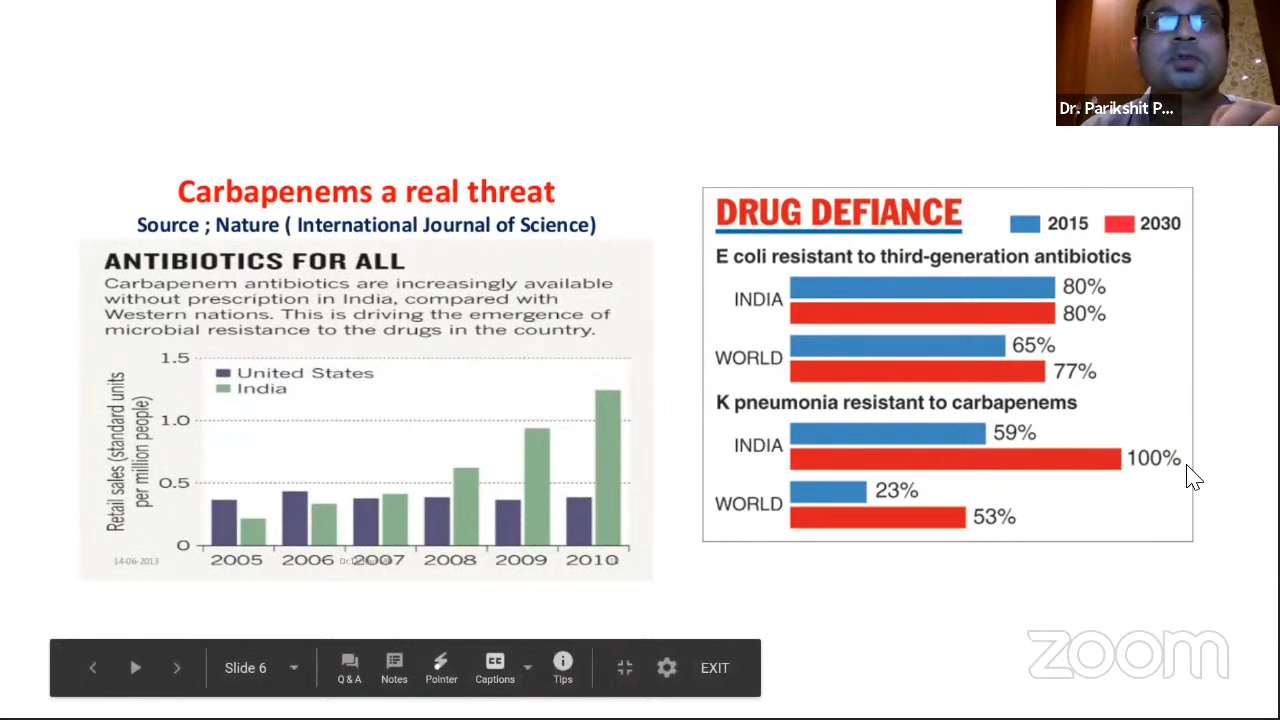 Dr. Parikshit P...
Carbapenems a real threat
Source ; Nature ( International Journal of Science)
ANTIBIOTICS FOR ALL
Carbapenem antibiotics are increasingly available
without prescription in India, compared with
Western nations. This is driving the emergence of
microbial resistance to the drugs in the country.
Retail sales (standard units
per million people)
1.5
1.0
0.5
0
United States
India
2005 2006 2007 2008 2009 2010
14-06-2013
DRUG DEFIANCE
2015 2030
E coli resistant to third-generation antibiotics
INDIA
80%
80%
WORLD
65%
77%
K pneumonia resistant to carbapenems
INDIA
59%
100%
WORLD
23%
53%
Slide 6
Q & A Notes Pointer Captions Tips
CC
EXIT
zoom